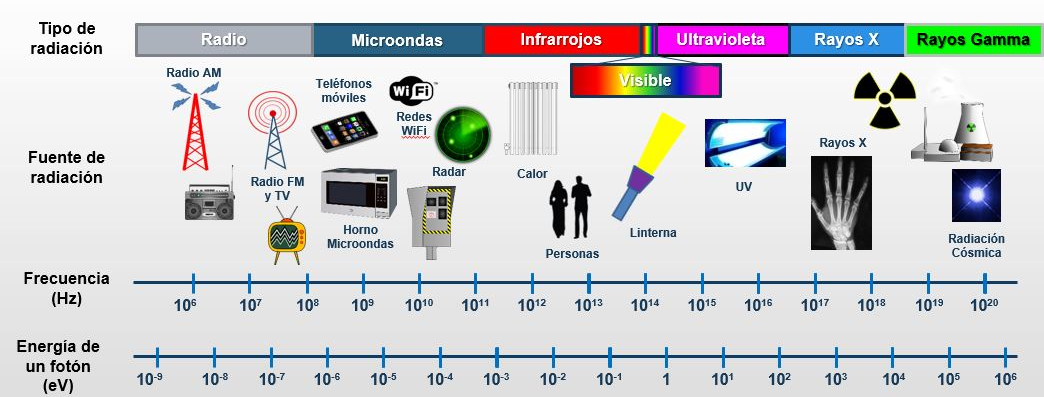 Tipo de
radiación
Radio
Microondas
Infrarrojos
Ultravioleta
Rayos X
Rayos Gamma
Visible
Fuente de
radiación
Radio AM
Radio FM
y TV
Teléfonos
móviles
Horno
Microondas
WiFi
Redes
WiFi
Radar
Calor
Personas
Linterna
UV
Rayos X
Radiación
Cósmica
Frecuencia
(Hz)
10⁶ 10⁷ 10⁸ 10⁹ 10¹⁰ 10¹¹ 10¹² 10¹³ 10¹⁴ 10¹⁵ 10¹⁶ 10¹⁷ 10¹⁸ 10¹⁹ 10²⁰
Energía de
un fotón
(eV)
10⁻⁹ 10⁻⁸ 10⁻⁷ 10⁻⁶ 10⁻⁵ 10⁻⁴ 10⁻³ 10⁻² 10⁻¹ 1 10¹ 10² 10³ 10⁴ 10⁵ 10⁶